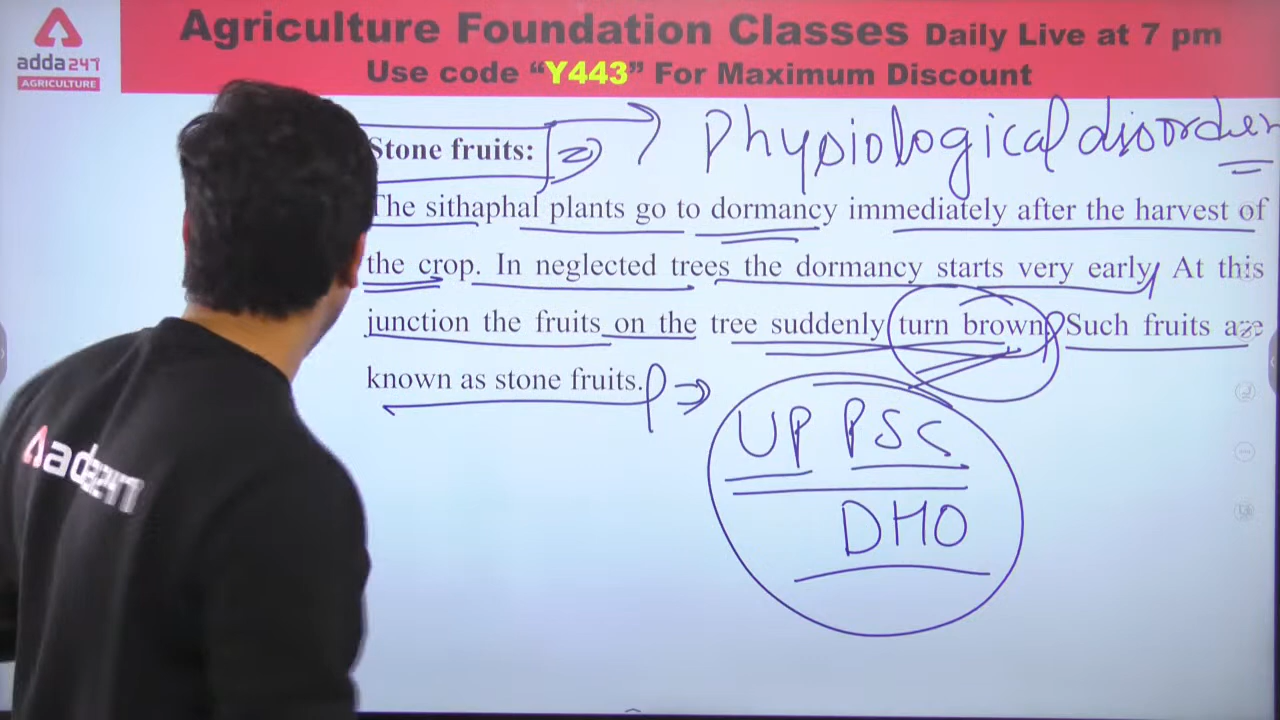 Agriculture Foundation Classes Daily Live at 7 pm
adda247
AGRICULTURE
Use code “Y443” For Maximum Discount
Stone fruits:
Physiological disorder
The sithaphal plants go to dormancy immediately after the harvest of
the crop. In neglected trees the dormancy starts very early. At this
junction the fruits on the tree suddenly turn brown. Such fruits are
known as stone fruits.
UP PSC
DHO
adda247